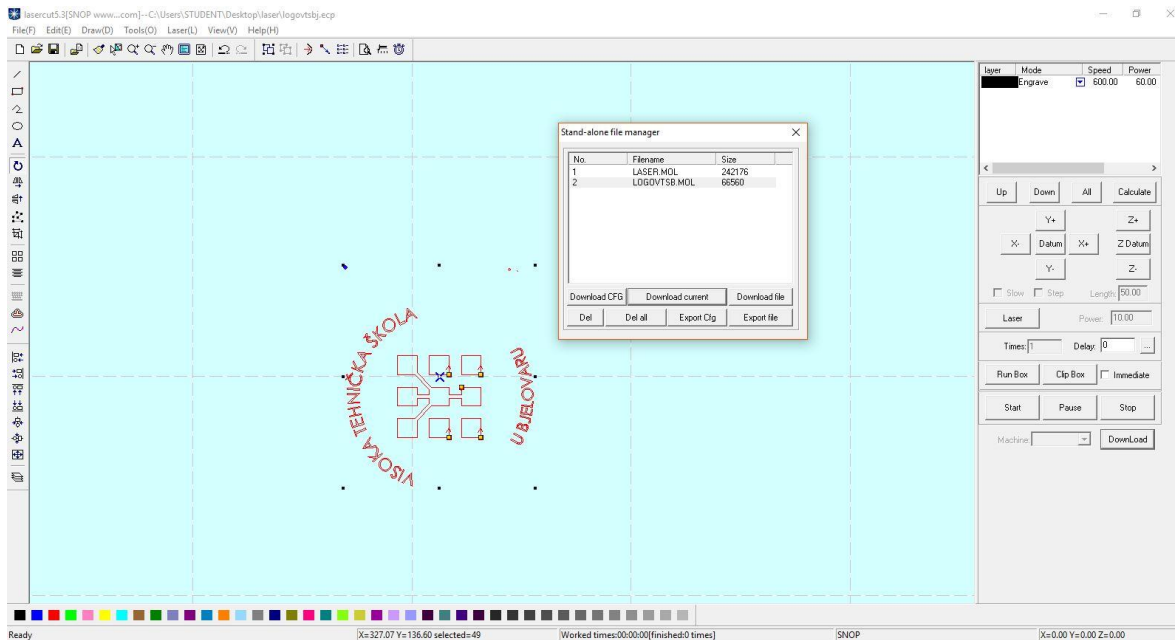 lasercut5.3[SNOP www...com]--C:\Users\STUDENT\Desktop\laser\logovtsbj.ecp
File(F) Edit(E) Draw(D) Tools(O) Laser(L) View(V) Help(H)
layer Mode Speed Power
Engrave 600.00 60.00
Stand-alone file manager
No. Filename Size
1 LASER.MOL 242176
2 LOGOVTSB.MOL 66560
Download CFG Download current Download file
Del Del all Export Cfg Export file
VISOKA TEHNIČKA ŠKOLA
U BJELOVARU
Up Down All Calculate
Y+ Z+
X- Datum X+ Z Datum
Y- Z-
Slow Step Length: 50.00
Laser Power: 10.00
Times: 1 Delay: 0 ...
Run Box Clip Box Immediate
Start Pause Stop
Machine: DownLoad
Ready X=327.07 Y=136.60 selected=49 Worked times:00:00:00[finished:0 times] SNOP X=0.00 Y=0.00 Z=0.00